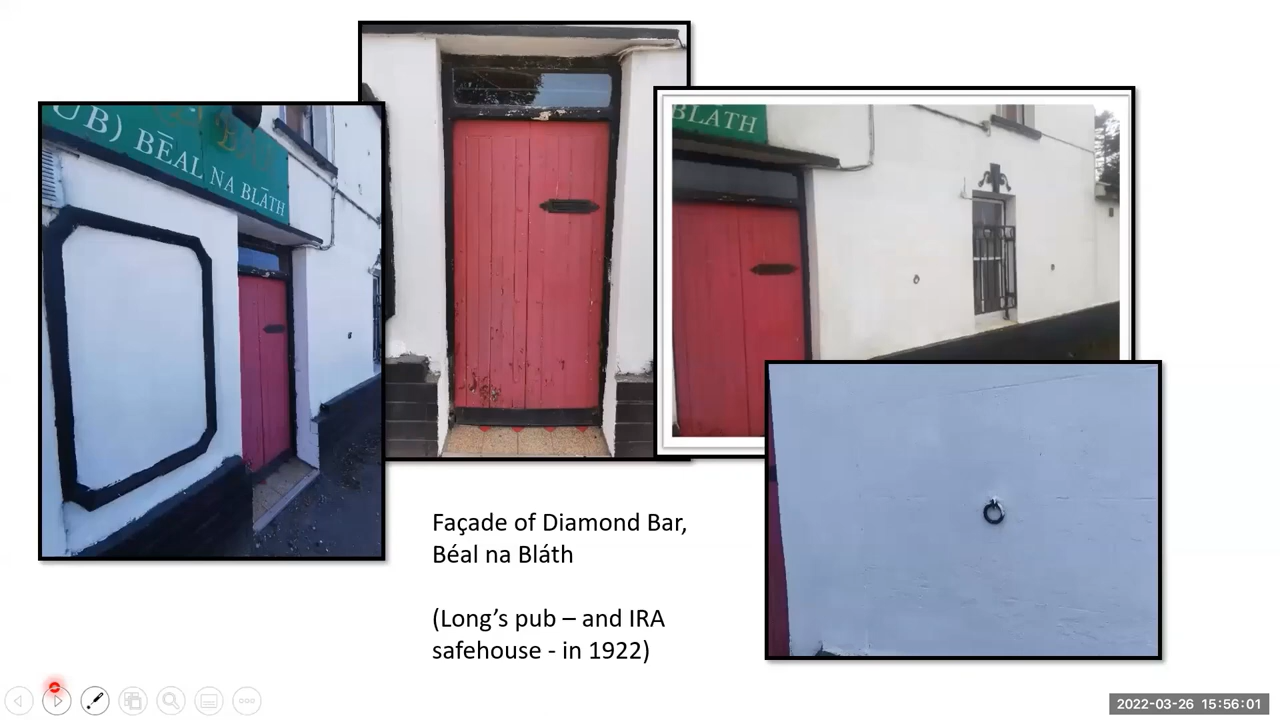 UB) BĒAL NA BLĀTH
BLĀTH
Façade of Diamond Bar,
Béal na Bláth
(Long's pub – and IRA
safehouse - in 1922)
2022-03-26 15:56:01